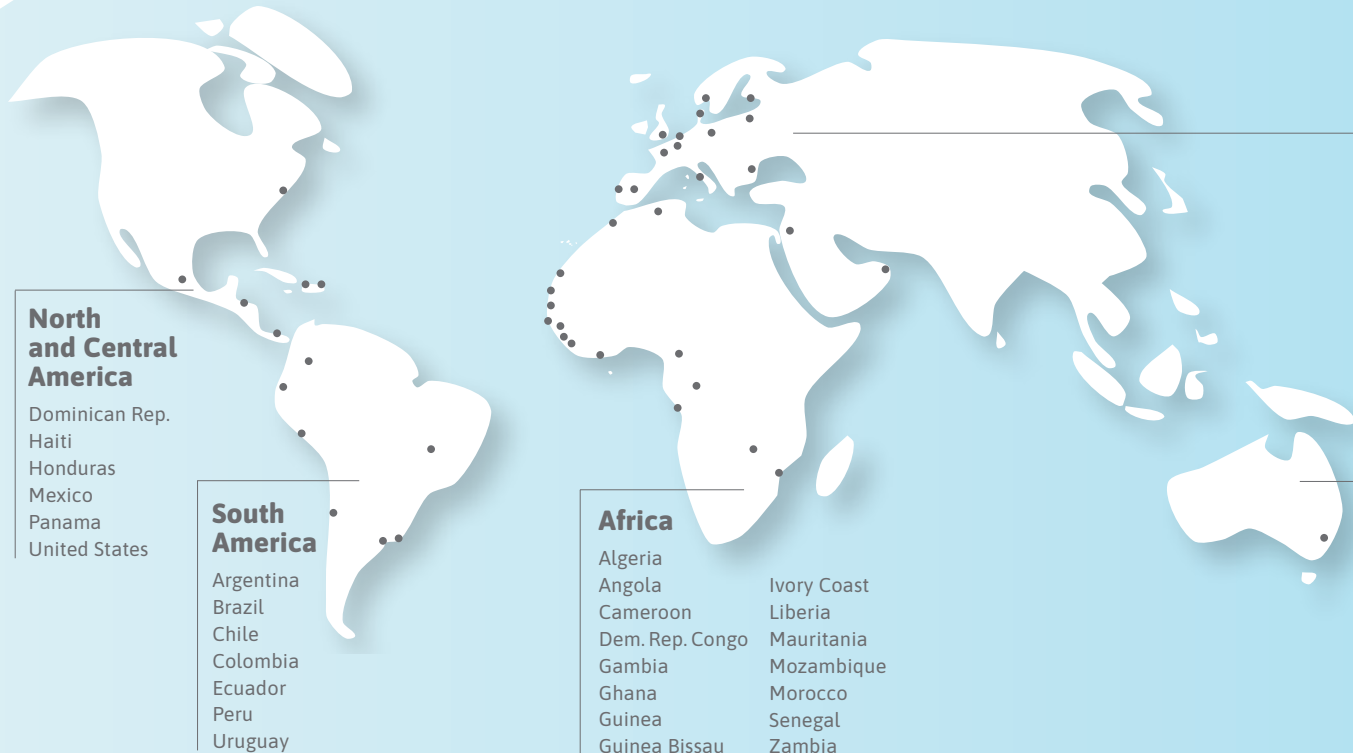 North
and Central
America
Dominican Rep.
Haiti
Honduras
Mexico
Panama
United States
South
America
Argentina
Brazil
Chile
Colombia
Ecuador
Peru
Uruguay
Africa
Algeria
Angola
Cameroon
Dem. Rep. Congo
Gambia
Ghana
Guinea
Guinea Bissau
Ivory Coast
Liberia
Mauritania
Mozambique
Morocco
Senegal
Zambia